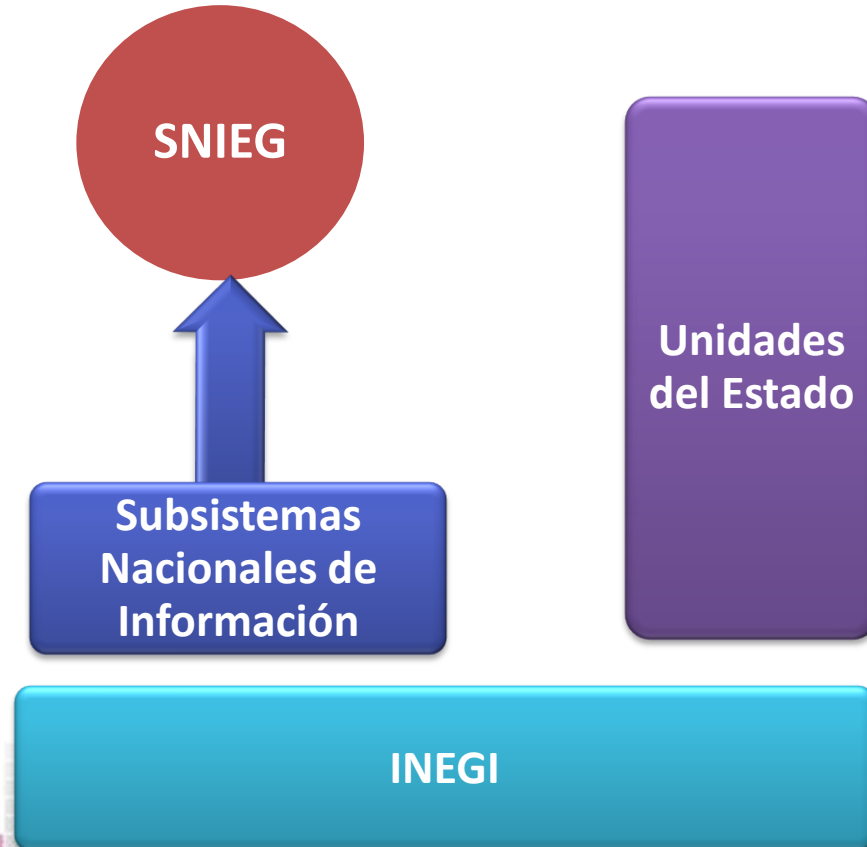 SNIEG
Unidades
del Estado
Subsistemas
Nacionales de
Información
INEGI